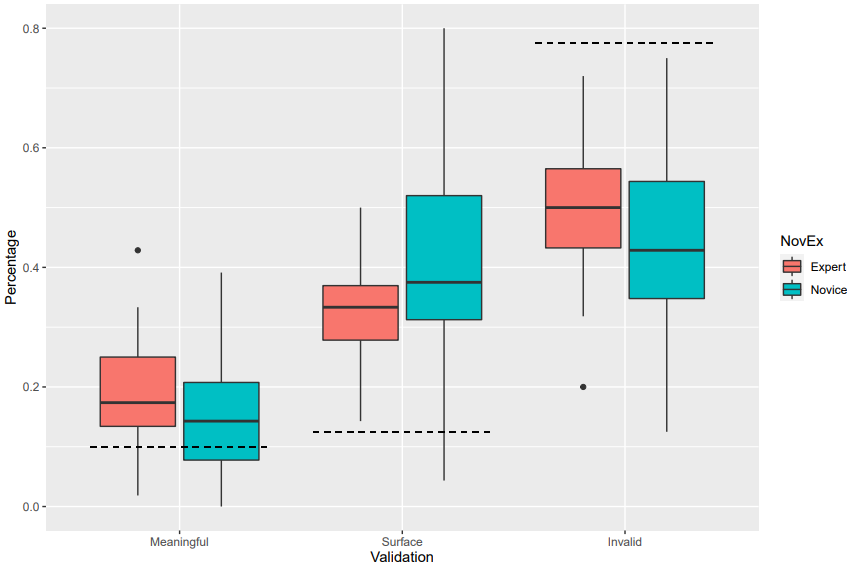 0.8
0.6
0.4
0.2
0.0
Percentage
Meaningful
Surface
Invalid
Validation
NovEx
Expert
Novice